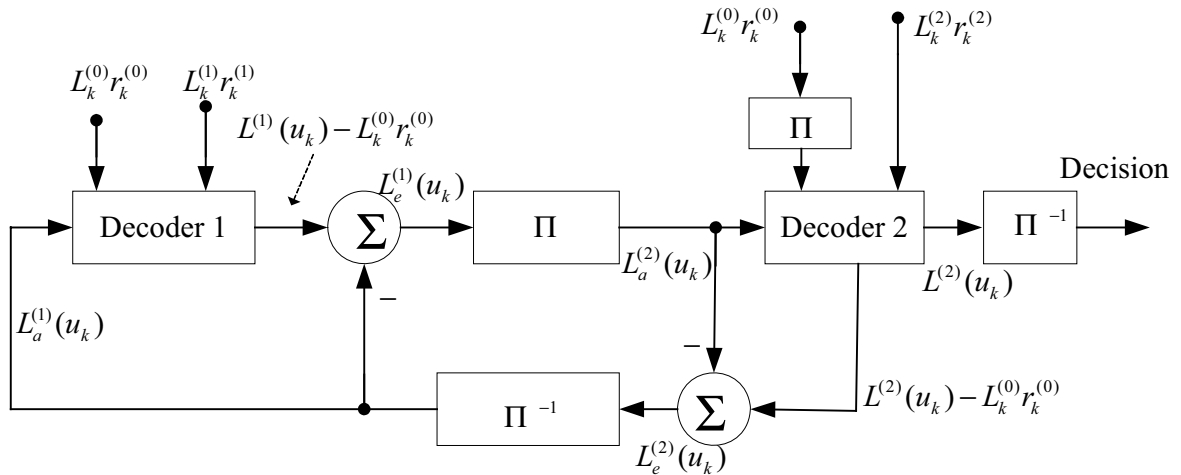 L_k^{(0)} r_k^{(0)}
L_k^{(2)} r_k^{(2)}
L_k^{(0)} r_k^{(0)}
L_k^{(1)} r_k^{(1)}
L^{(1)}(u_k) − L_k^{(0)} r_k^{(0)}
Π
Decision
L_e^{(1)}(u_k)
Decoder 1
Σ
Π
Decoder 2
Π^{−1}
L_a^{(2)}(u_k)
L^{(2)}(u_k)
−
L_a^{(1)}(u_k)
−
L^{(2)}(u_k) − L_k^{(0)} r_k^{(0)}
Π^{−1}
Σ
L_e^{(2)}(u_k)